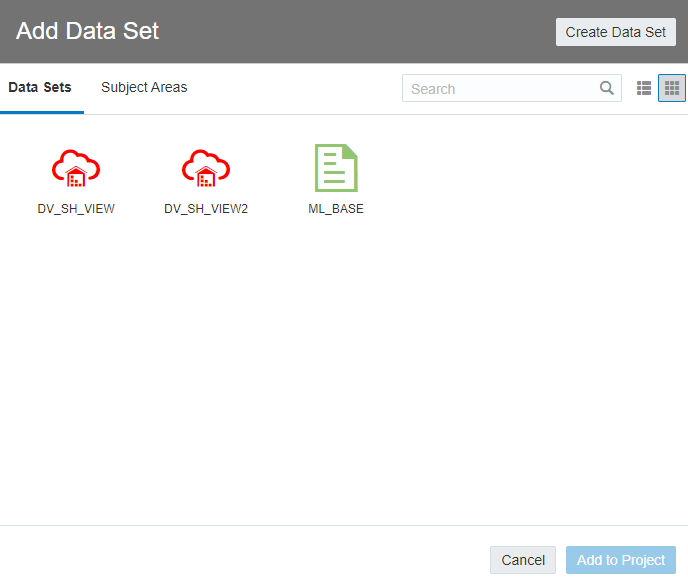 Add Data Set
Create Data Set
Data Sets
Subject Areas
Search
DV_SH_VIEW
DV_SH_VIEW2
ML_BASE
Cancel
Add to Project